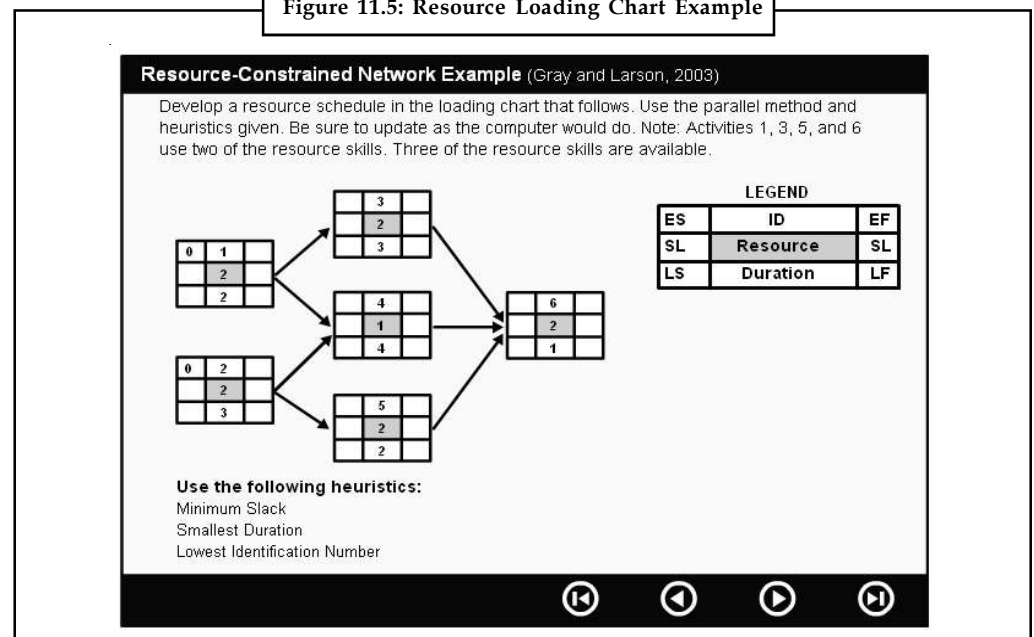 Figure 11.5: Resource Loading Chart Example
Resource-Constrained Network Example (Gray and Larson, 2003)
Develop a resource schedule in the loading chart that follows. Use the parallel method and
heuristics given. Be sure to update as the computer would do. Note: Activities 1, 3, 5, and 6
use two of the resource skills. Three of the resource skills are available.
0 1
2
2
0 2
2
3
3
2
3
4
1
4
5
2
2
6
2
1
LEGEND
ES ID EF
SL Resource SL
LS Duration LF
Use the following heuristics:
Minimum Slack
Smallest Duration
Lowest Identification Number